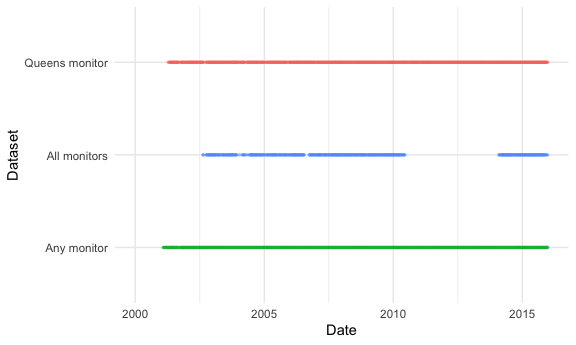 Dataset
Queens monitor
All monitors
Any monitor
2000 2005 2010 2015
Date